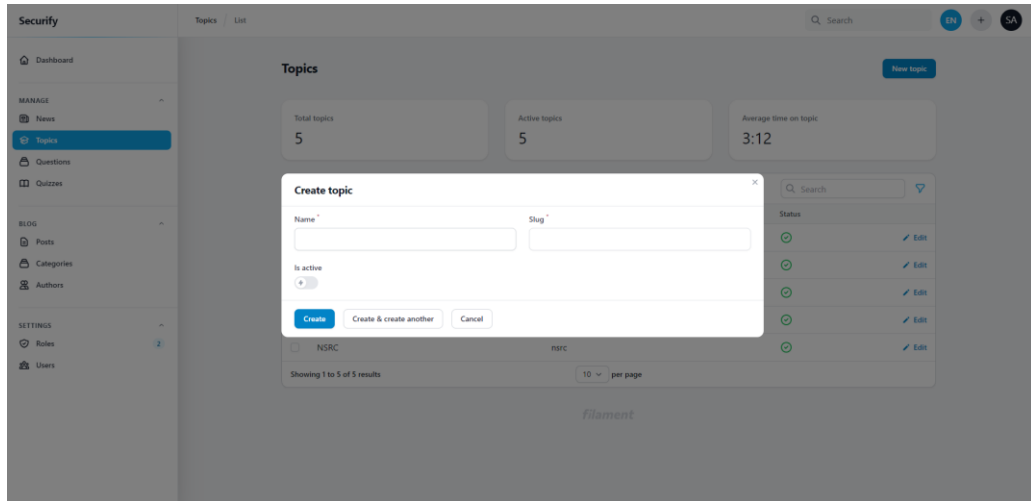 Securify
Topics / List
Search
EN
+
SA
Dashboard
MANAGE
News
Topics
Questions
Quizzes
BLOG
Posts
Categories
Authors
SETTINGS
Roles
2
Users
Topics
New topic
Total topics
5
Active topics
5
Average time on topic
3:12
Search
Status
Edit
Edit
Edit
Edit
Create topic
Name*
Slug*
Is active
Create
Create & create another
Cancel
NSRC nsrc Edit
Showing 1 to 5 of 5 results
10 per page
filament